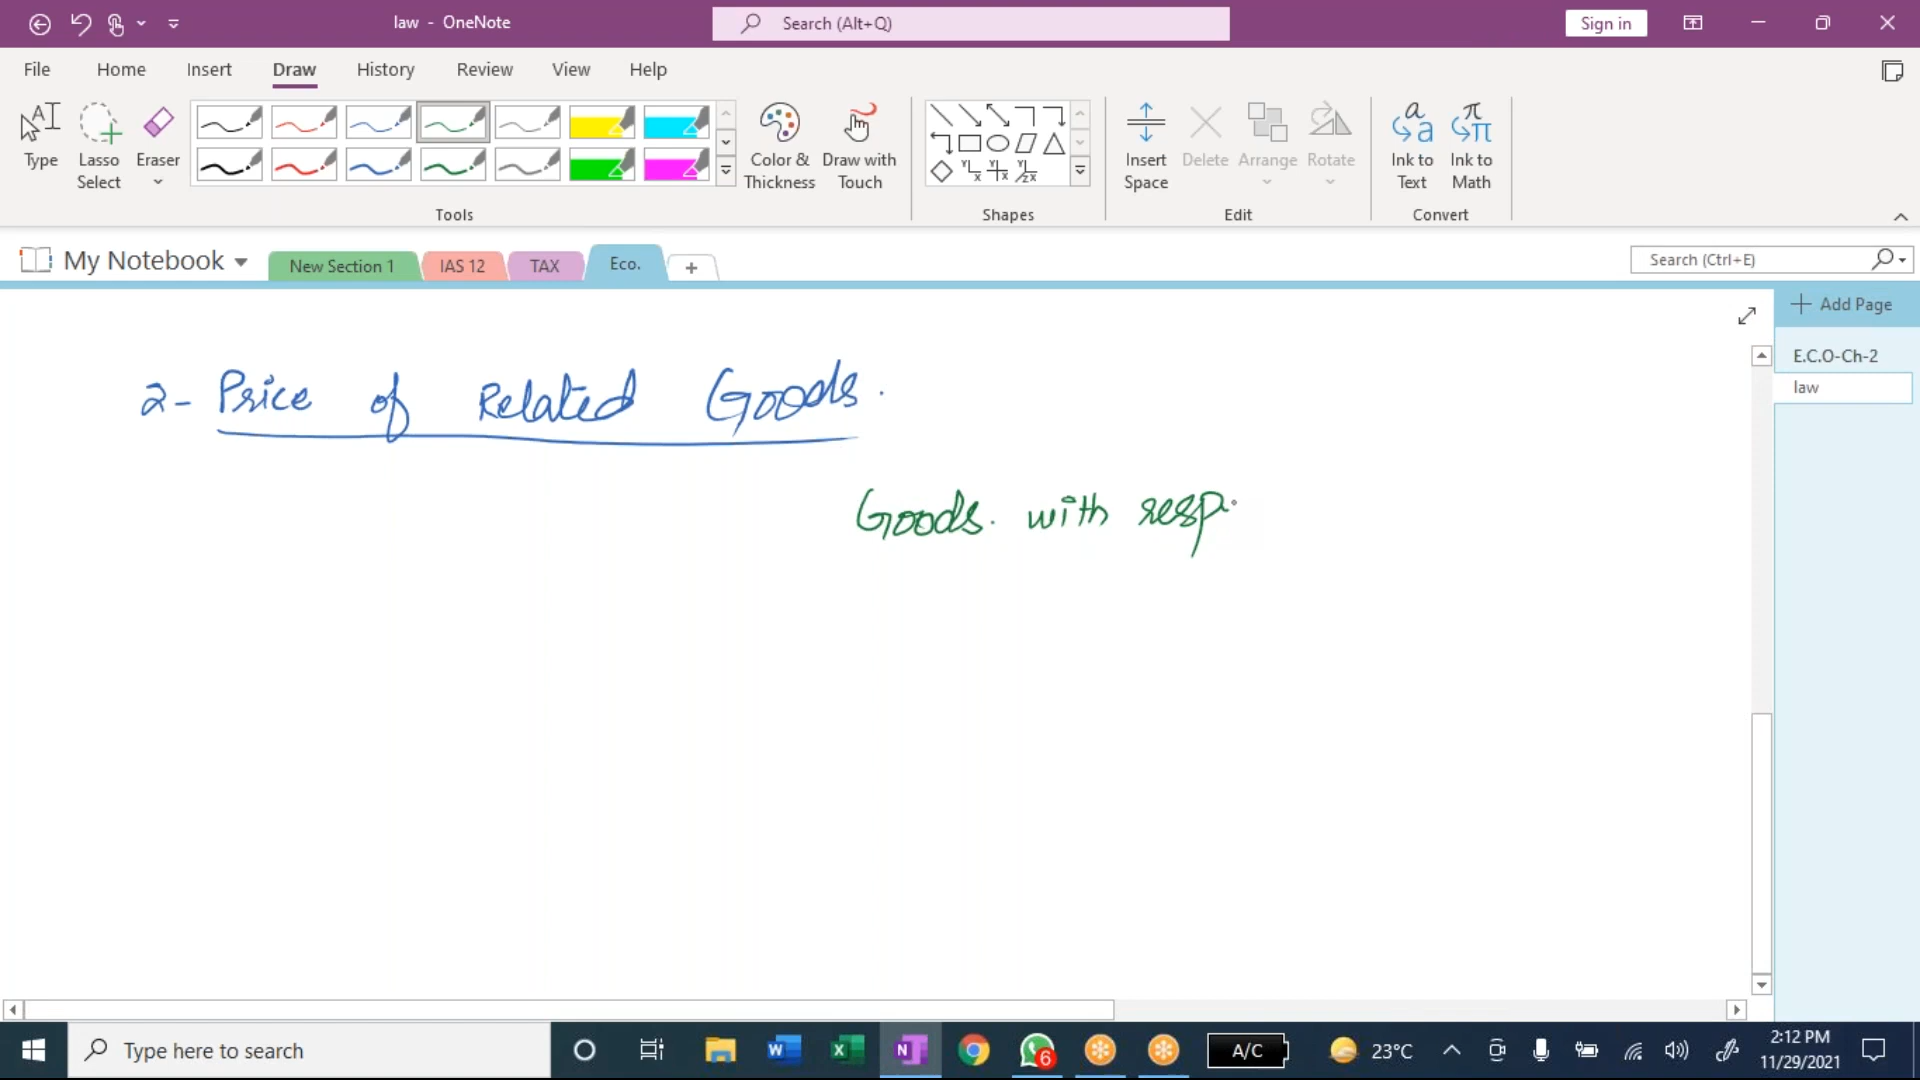 law - OneNote
Search (Alt+Q)
Sign in
File Home Insert Draw History Review View Help
Type
Lasso Select
Eraser
Color & Thickness
Draw with Touch
Insert Space
Delete
Arrange
Rotate
Ink to Text
Ink to Math
Tools
Shapes
Edit
Convert
My Notebook
New Section 1
IAS 12
TAX
Eco.
Search (Ctrl+E)
Add Page
E.C.O-Ch-2
law
2- Price of Related Goods.
Goods. with resp
Type here to search
6
A/C
23°C
2:12 PM
11/29/2021